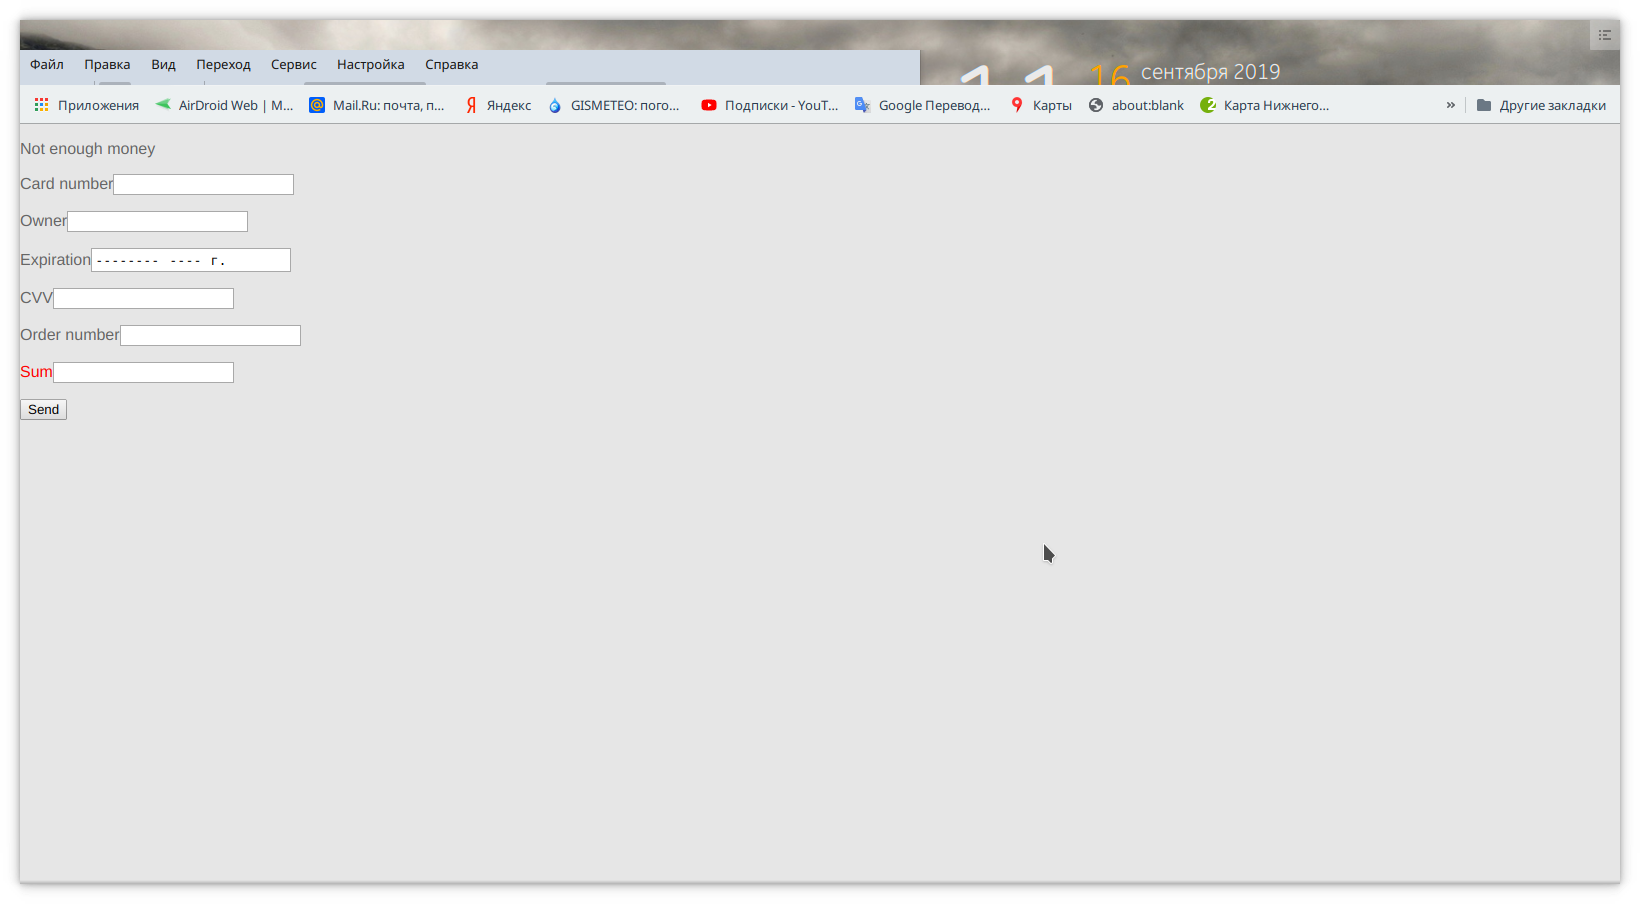 Файл Правка Вид Переход Сервис Настройка Справка
16 сентября 2019
Приложения AirDroid Web | M... Mail.Ru: почта, п... Яндекс GISMETEO: пого... Подписки - YouT... Google Перевод... Карты about:blank Карта Нижнего... » Другие закладки
Not enough money
Card number
Owner
Expiration -------- ---- г.
CVV
Order number
Sum
Send